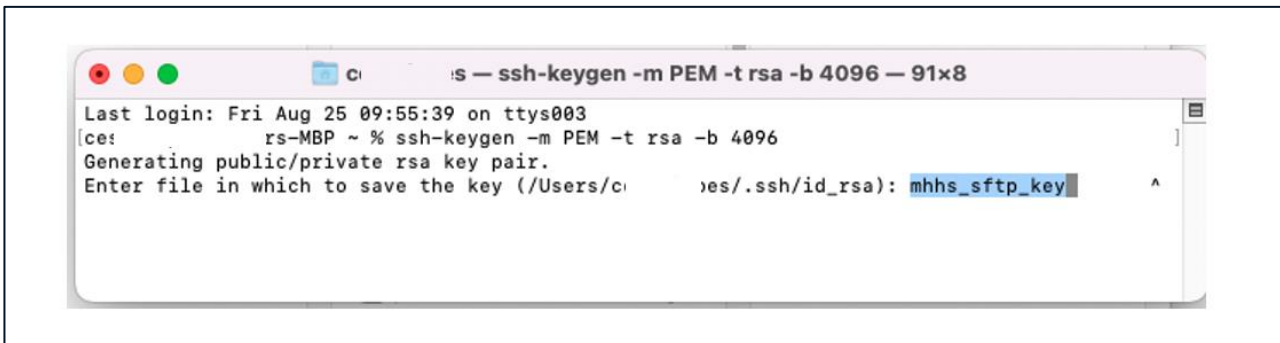 s — ssh-keygen -m PEM -t rsa -b 4096 — 91×8
Last login: Fri Aug 25 09:55:39 on ttys003
[ces rs-MBP ~ % ssh-keygen -m PEM -t rsa -b 4096 ]
Generating public/private rsa key pair.
Enter file in which to save the key (/Users/c es/.ssh/id_rsa): mhhs_sftp_key ^